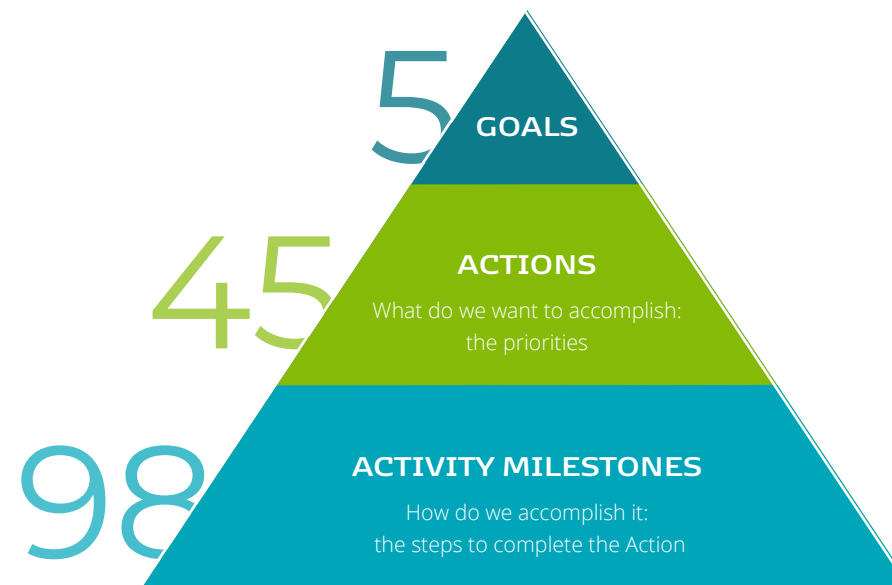 5
GOALS
45
ACTIONS
What do we want to accomplish:
the priorities
98
ACTIVITY MILESTONES
How do we accomplish it:
the steps to complete the Action